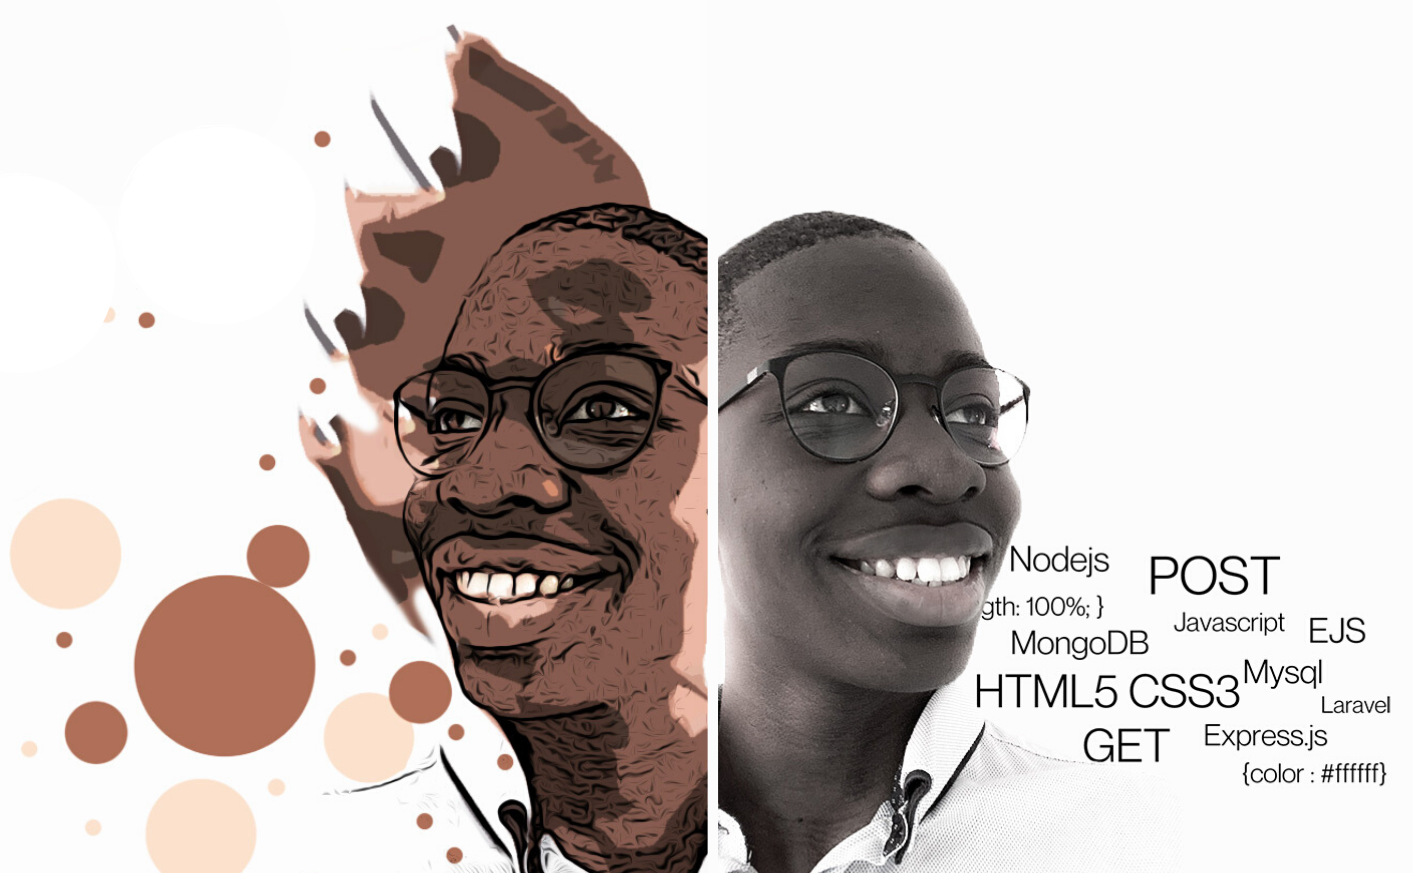 Nodejs
POST
gth: 100%; }
Javascript
EJS
MongoDB
Mysql
HTML5 CSS3
Laravel
GET
Express.js
{color : #ffffff}